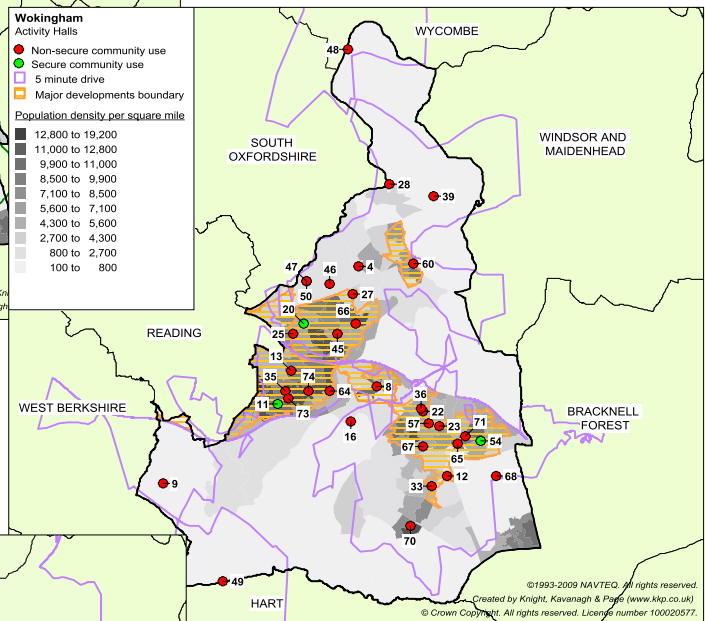 Wokingham
Activity Halls
Non-secure community use
Secure community use
5 minute drive
Major developments boundary
Population density per square mile
12,800 to 19,200
11,000 to 12,800
9,900 to 11,000
8,500 to 9,900
7,100 to 8,500
5,600 to 7,100
4,300 to 5,600
2,700 to 4,300
800 to 2,700
100 to 800
WYCOMBE
48
SOUTH
OXFORDSHIRE
WINDSOR AND
MAIDENHEAD
28
39
47
46
4
60
50
27
20
66
READING
25
45
13
35
74
64
8
36
WEST BERKSHIRE
11
73
22
71
BRACKNELL
FOREST
57
23
54
16
67
65
12
68
9
33
70
49
HART
©1993-2009 NAVTEQ. All rights reserved.
Created by Knight, Kavanagh & Page (www.kkp.co.uk)
© Crown Copyright. All rights reserved. Licence number 100020577.